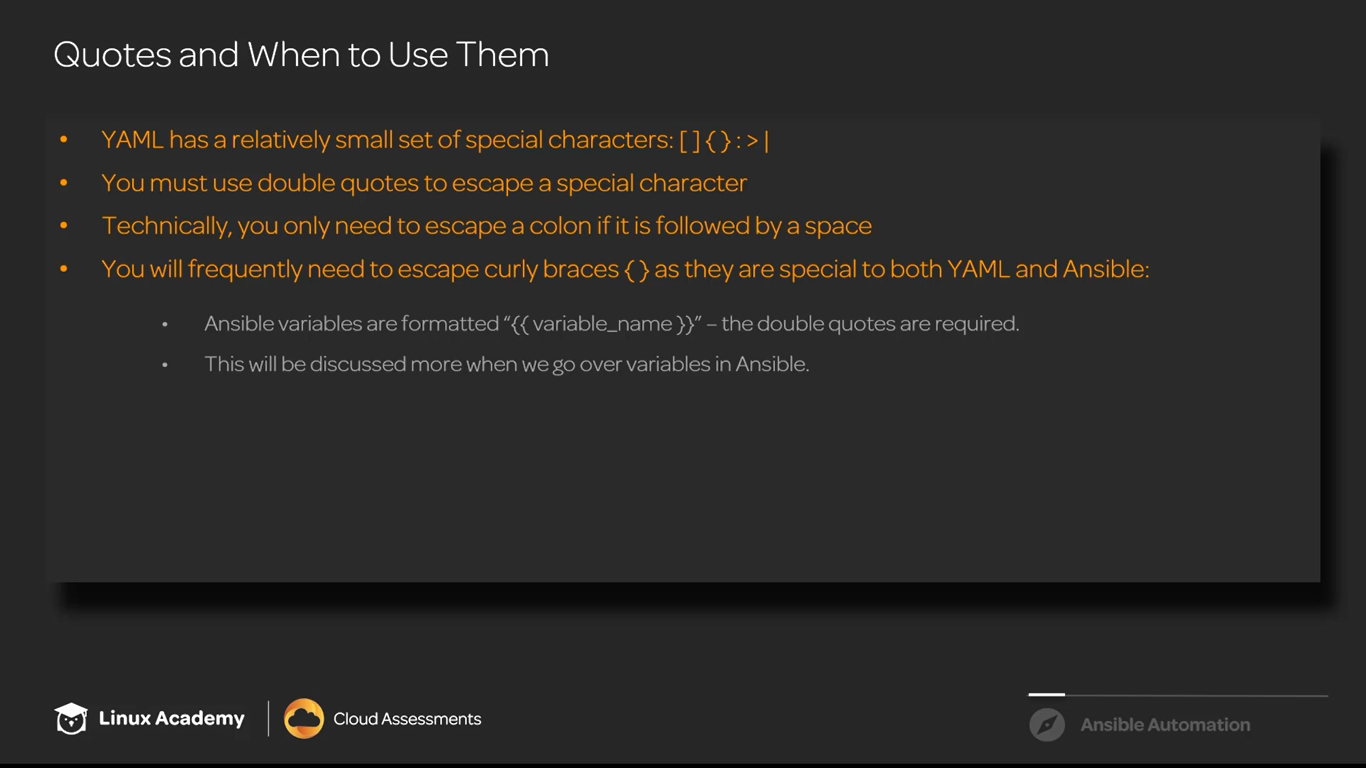 Quotes and When to Use Them
• YAML has a relatively small set of special characters: [ ] { } : > |
• You must use double quotes to escape a special character
• Technically, you only need to escape a colon if it is followed by a space
• You will frequently need to escape curly braces { } as they are special to both YAML and Ansible:
• Ansible variables are formatted “{{ variable_name }}” – the double quotes are required.
• This will be discussed more when we go over variables in Ansible.
Linux Academy | Cloud Assessments
Ansible Automation